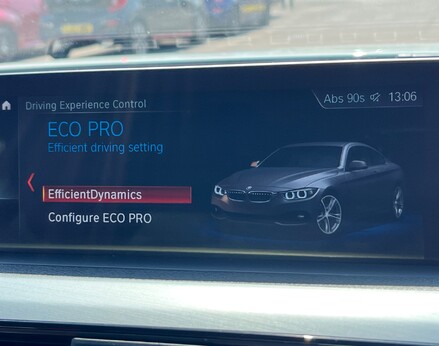 Driving Experience Control
Abs 90s 13:06
ECO PRO
Efficient driving setting
EfficientDynamics
Configure ECO PRO